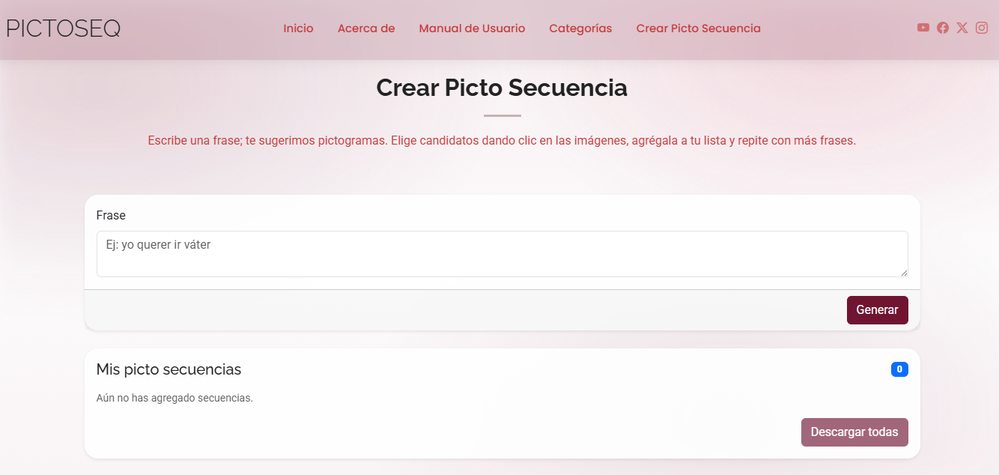 PICTOSEQ
Inicio Acerca de Manual de Usuario Categorías Crear Picto Secuencia
Crear Picto Secuencia
Escribe una frase; te sugerimos pictogramas. Elige candidatos dando clic en las imágenes, agrégala a tu lista y repite con más frases.
Frase
Ej: yo querer ir váter
Generar
Mis picto secuencias
0
Aún no has agregado secuencias.
Descargar todas